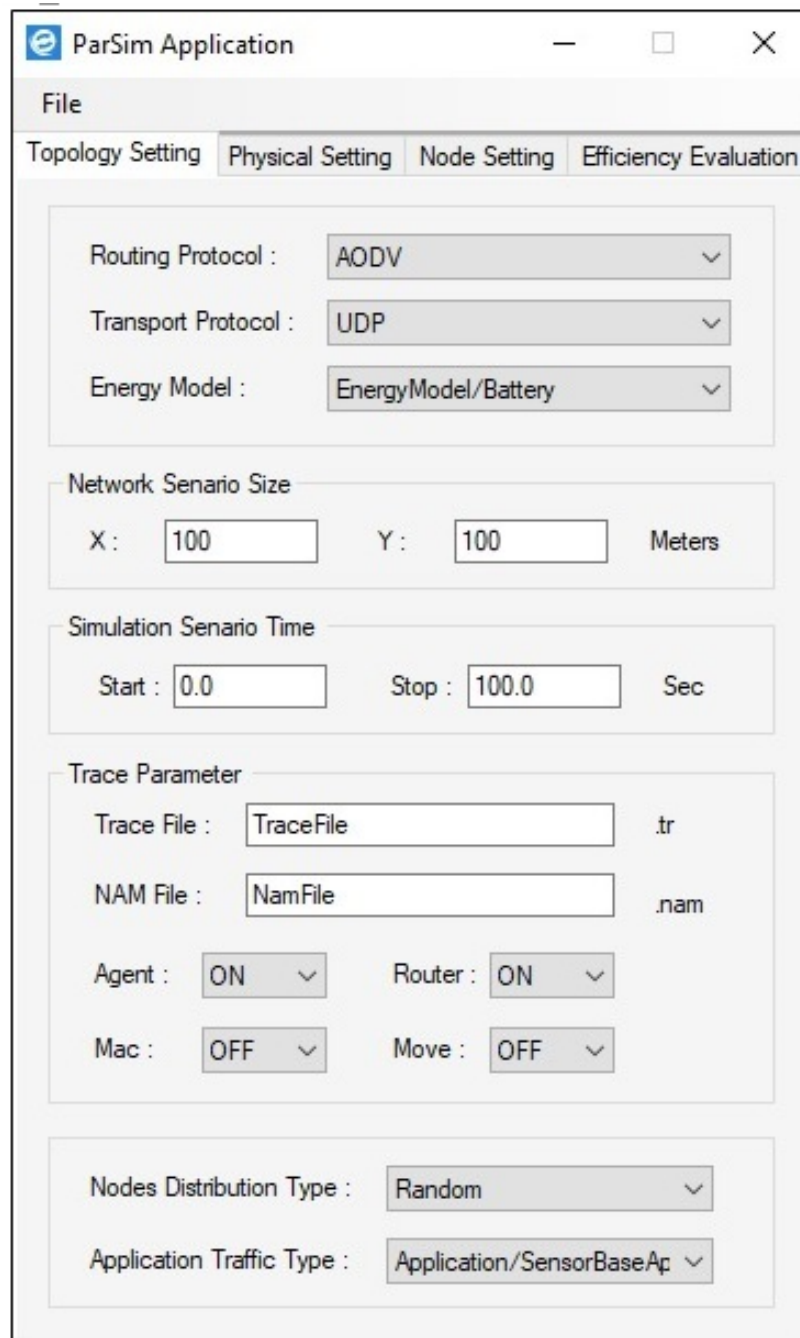 ParSim Application
File
Topology Setting Physical Setting Node Setting Efficiency Evaluation
Routing Protocol : AODV
Transport Protocol : UDP
Energy Model : EnergyModel/Battery
Network Senario Size
X : 100 Y : 100 Meters
Simulation Senario Time
Start : 0.0 Stop : 100.0 Sec
Trace Parameter
Trace File : TraceFile .tr
NAM File : NamFile .nam
Agent : ON Router : ON
Mac : OFF Move : OFF
Nodes Distribution Type : Random
Application Traffic Type : Application/SensorBaseAp